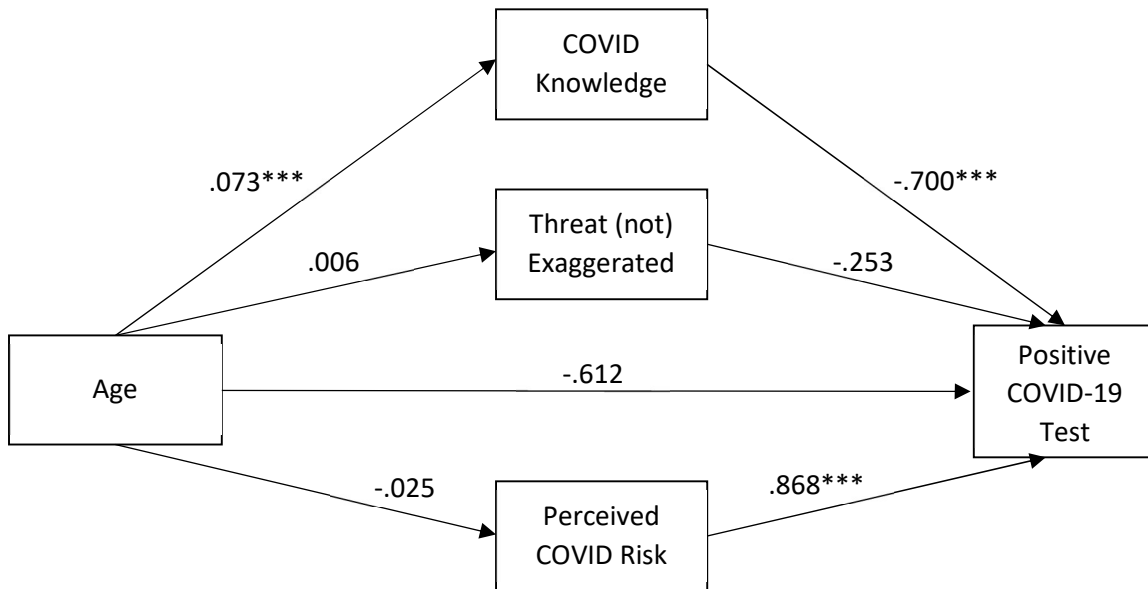 COVID
Knowledge
.073***
-.700***
Threat (not)
Exaggerated
.006
-.253
Age
-.612
Positive
COVID-19
Test
-.025
.868***
Perceived
COVID Risk